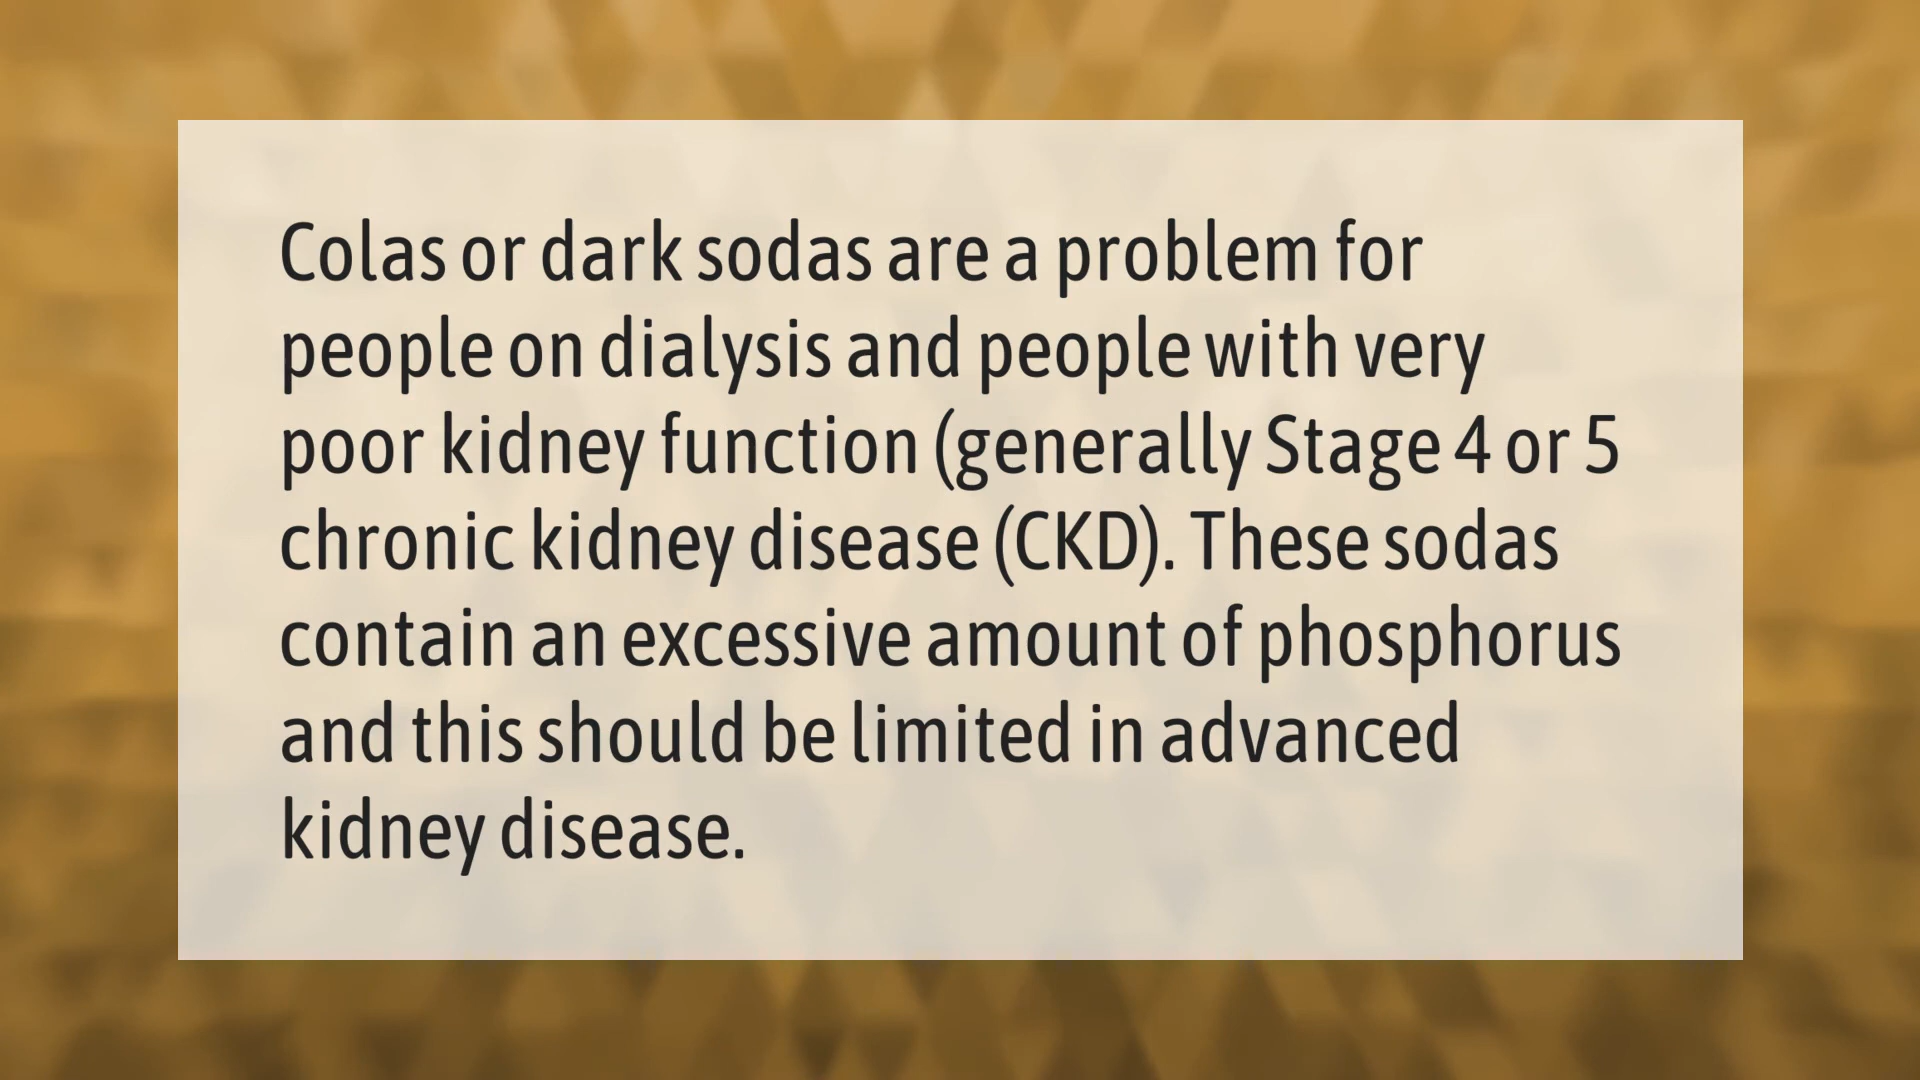 Colas or dark sodas are a problem for
people on dialysis and people with very
poor kidney function (generally Stage 4 or 5
chronic kidney disease (CKD). These sodas
contain an excessive amount of phosphorus
and this should be limited in advanced
kidney disease.